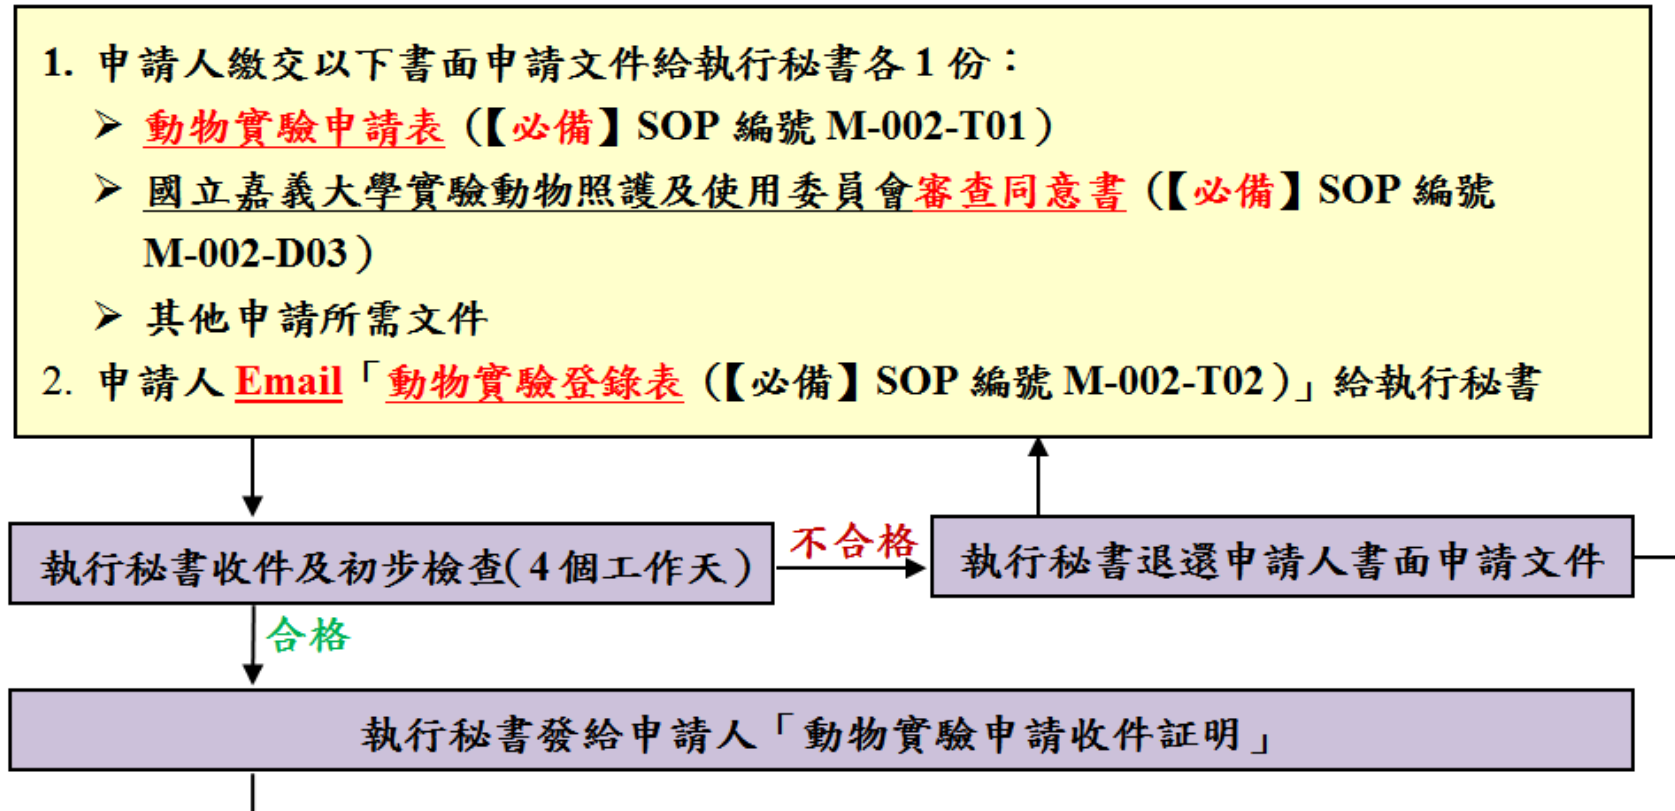 1. 申請人繳交以下書面申請文件給執行秘書各 1 份：
➢ 動物實驗申請表（【必備】SOP 編號 M-002-T01）
➢ 國立嘉義大學實驗動物照護及使用委員會審查同意書（【必備】SOP 編號
M-002-D03）
➢ 其他申請所需文件
2. 申請人 Email「動物實驗登錄表（【必備】SOP 編號 M-002-T02）」給執行秘書
執行秘書收件及初步檢查(4 個工作天)
不合格
執行秘書退還申請人書面申請文件
合格
執行秘書發給申請人「動物實驗申請收件証明」